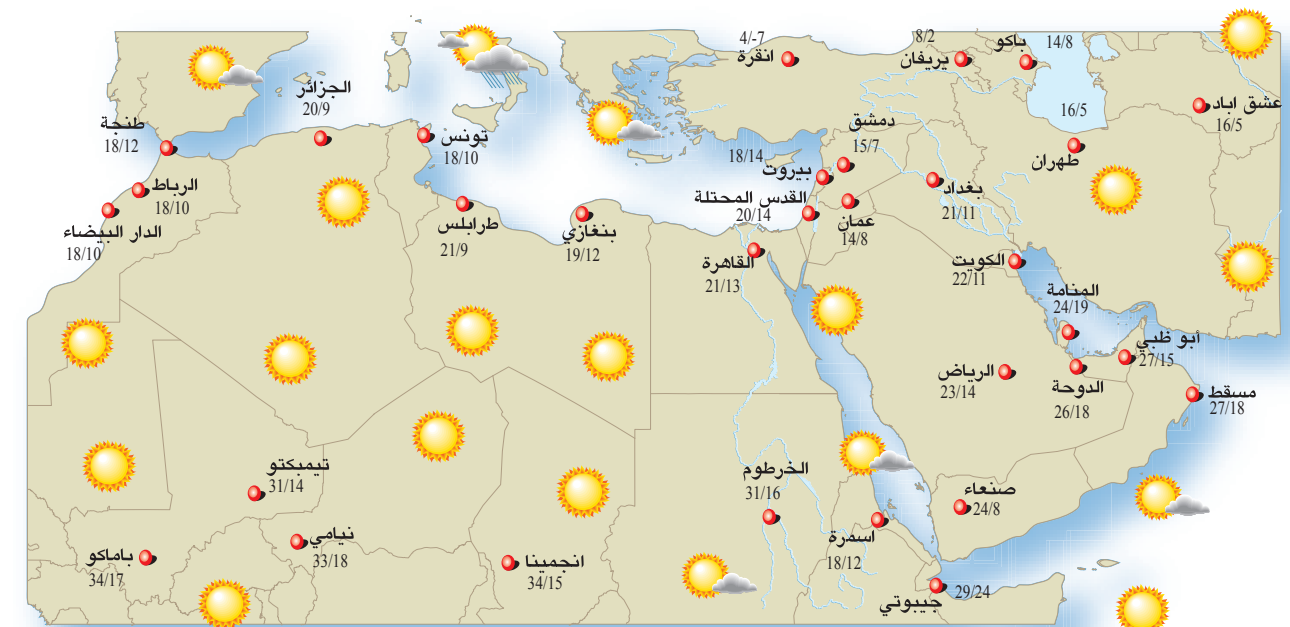 4/-7
انقرة
8/2
يريفان
باكو
14/8
عشق اباد
16/5
16/5
طهران
الجزائر
20/9
طنجة
18/12
تونس
18/10
دمشق
15/7
18/14
بيروت
بغداد
21/11
القدس المحتلة
20/14
عمان
14/8
الرباط
18/10
الدار البيضاء
18/10
طرابلس
21/9
بنغازي
19/12
القاهرة
21/13
الكويت
22/11
المنامة
24/19
أبو ظبي
27/15
الدوحة
26/18
الرياض
23/14
مسقط
27/18
تيمبكتو
31/14
الخرطوم
31/16
صنعاء
24/8
نيامي
33/18
باماكو
34/17
انجمينا
34/15
اسمرة
18/12
29/24
جيبوتي